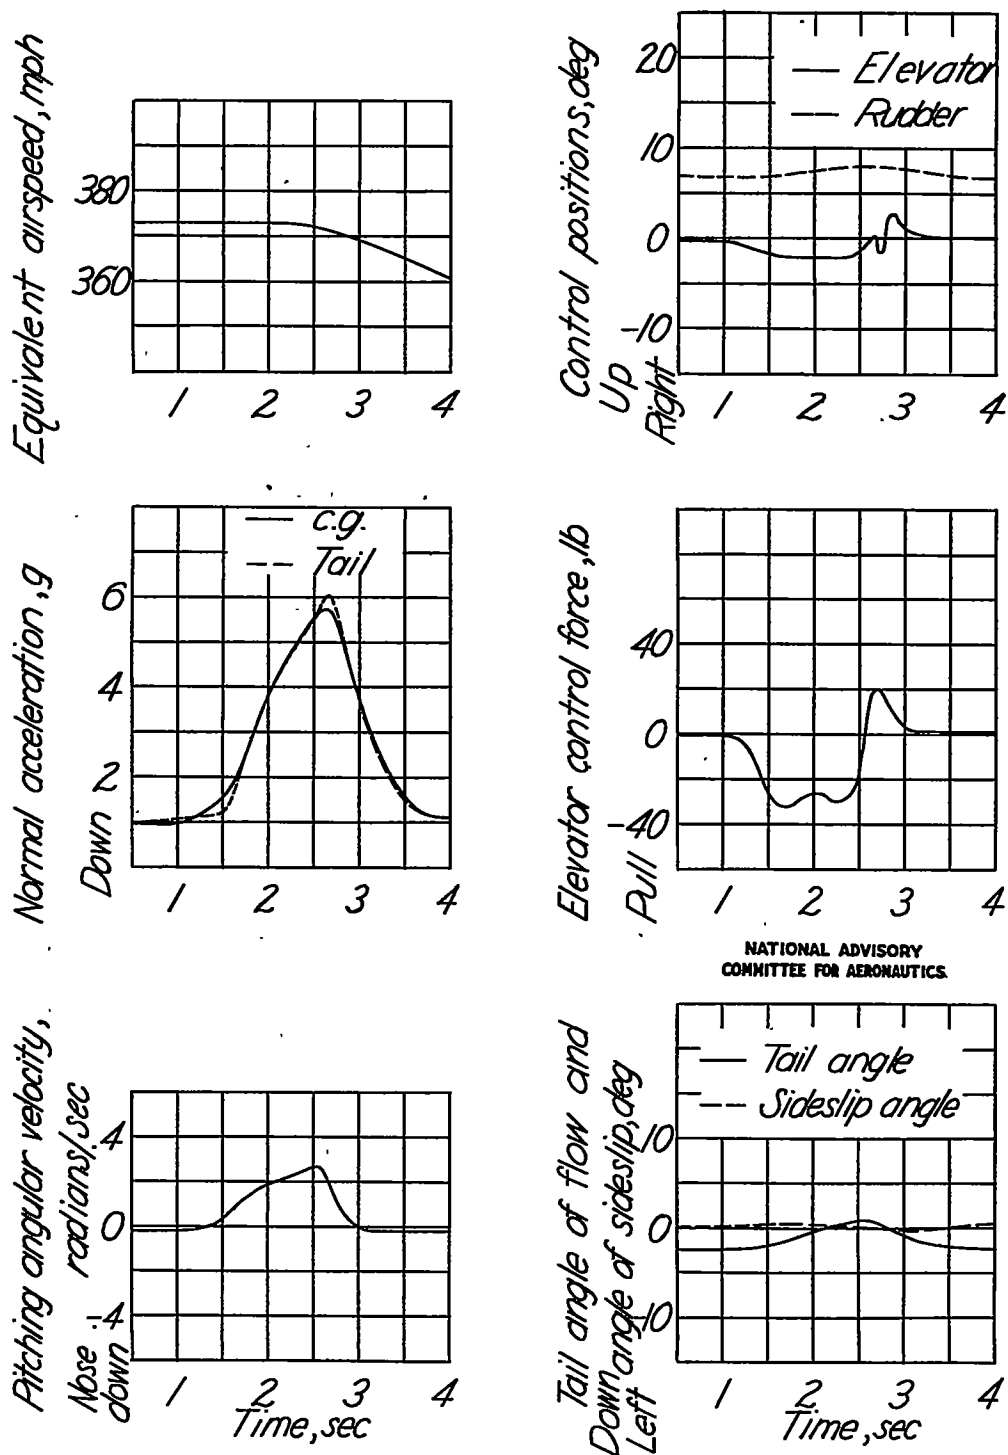 Equivalent airspeed, mph
380
360
1 2 3 4
Control positions, deg
Up
Right
20
10
0
-10
Elevator
Rudder
1 2 3 4
Normal acceleration, g
Down
6
4
2
c.g.
Tail
1 2 3 4
Elevator control force, lb
Pull
40
0
-40
1 2 3 4
NATIONAL ADVISORY
COMMITTEE FOR AERONAUTICS.
Pitching angular velocity,
radians/sec
Nose
down
.4
0
-.4
1 2 3 4
Time, sec
Tail angle of flow and
angle of sideslip, deg
Down
Left
10
0
-10
Tail angle
Sideslip angle
1 2 3 4
Time, sec